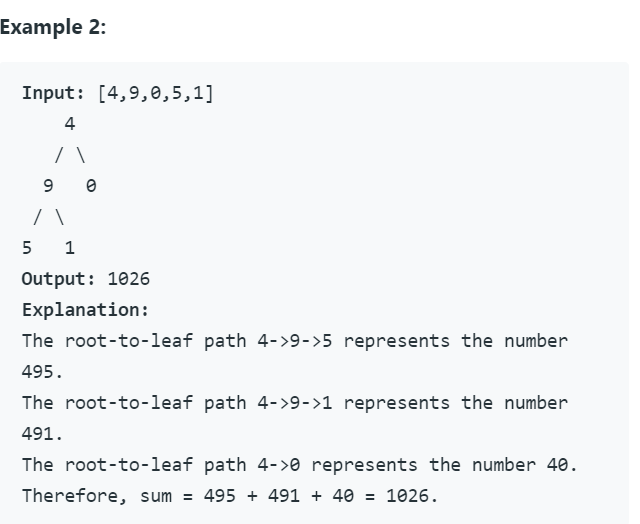 Example 2:
Input: [4,9,0,5,1]
    4
   / \
  9   0
 / \
5   1
Output: 1026
Explanation:
The root-to-leaf path 4->9->5 represents the number
495.
The root-to-leaf path 4->9->1 represents the number
491.
The root-to-leaf path 4->0 represents the number 40.
Therefore, sum = 495 + 491 + 40 = 1026.